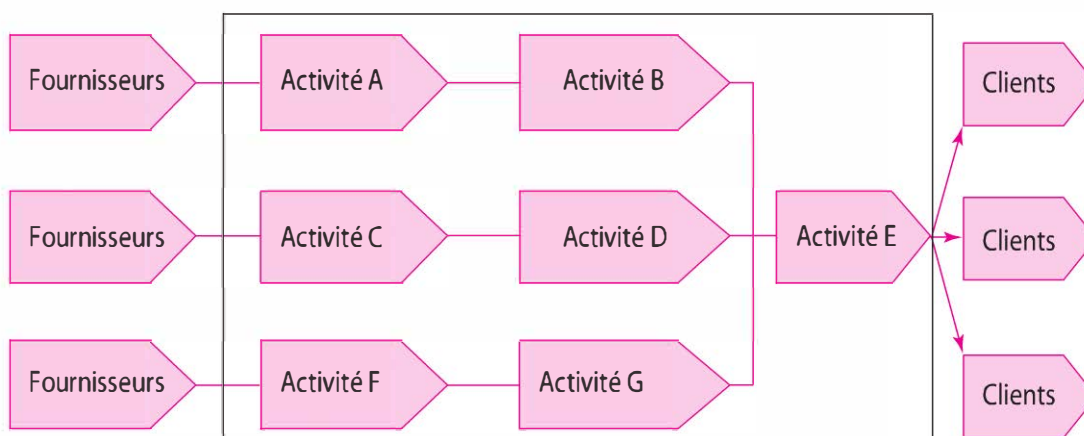 Fournisseurs
Activité A
Activité B
Clients
Fournisseurs
Activité C
Activité D
Activité E
Clients
Fournisseurs
Activité F
Activité G
Clients